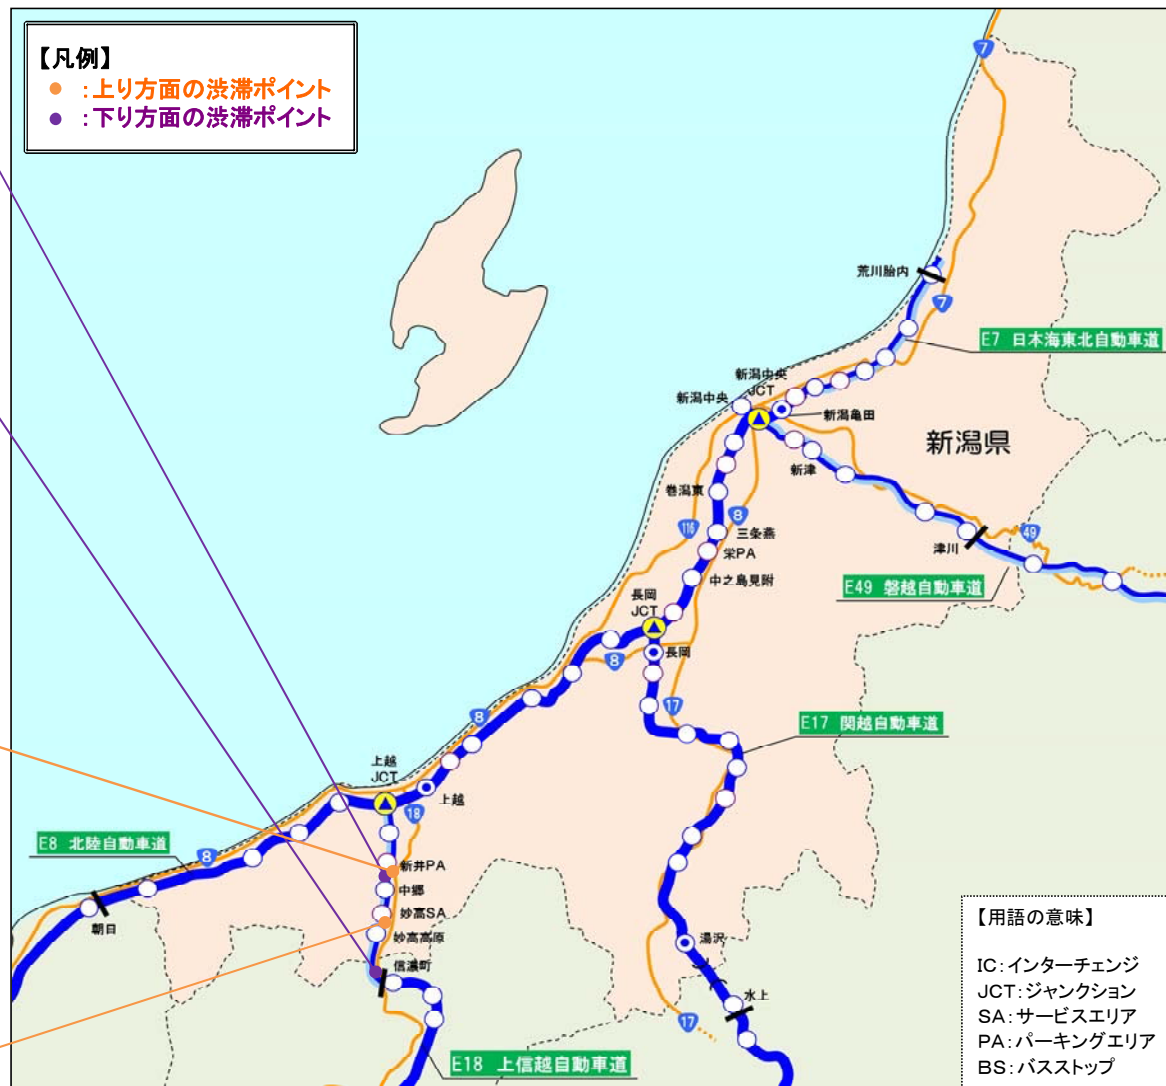 【凡例】
● :上り方面の渋滞ポイント
● :下り方面の渋滞ポイント
7
荒川胎内
7
E7 日本海東北自動車道
新潟中央
JCT
新潟中央
新潟亀田
新潟県
新津
巻潟東
8
116
三条燕
栄PA
49
津川
中之島見附
E49 磐越自動車道
長岡
JCT
長岡
8
17
8
E17 関越自動車道
上越
JCT
上越
18
E8 北陸自動車道
8
新井PA
中郷
妙高SA
朝日
妙高高原
湯沢
信濃町
水上
17
E18 上信越自動車道
【用語の意味】
IC:インターチェンジ
JCT:ジャンクション
SA:サービスエリア
PA:パーキングエリア
BS:バスストップ